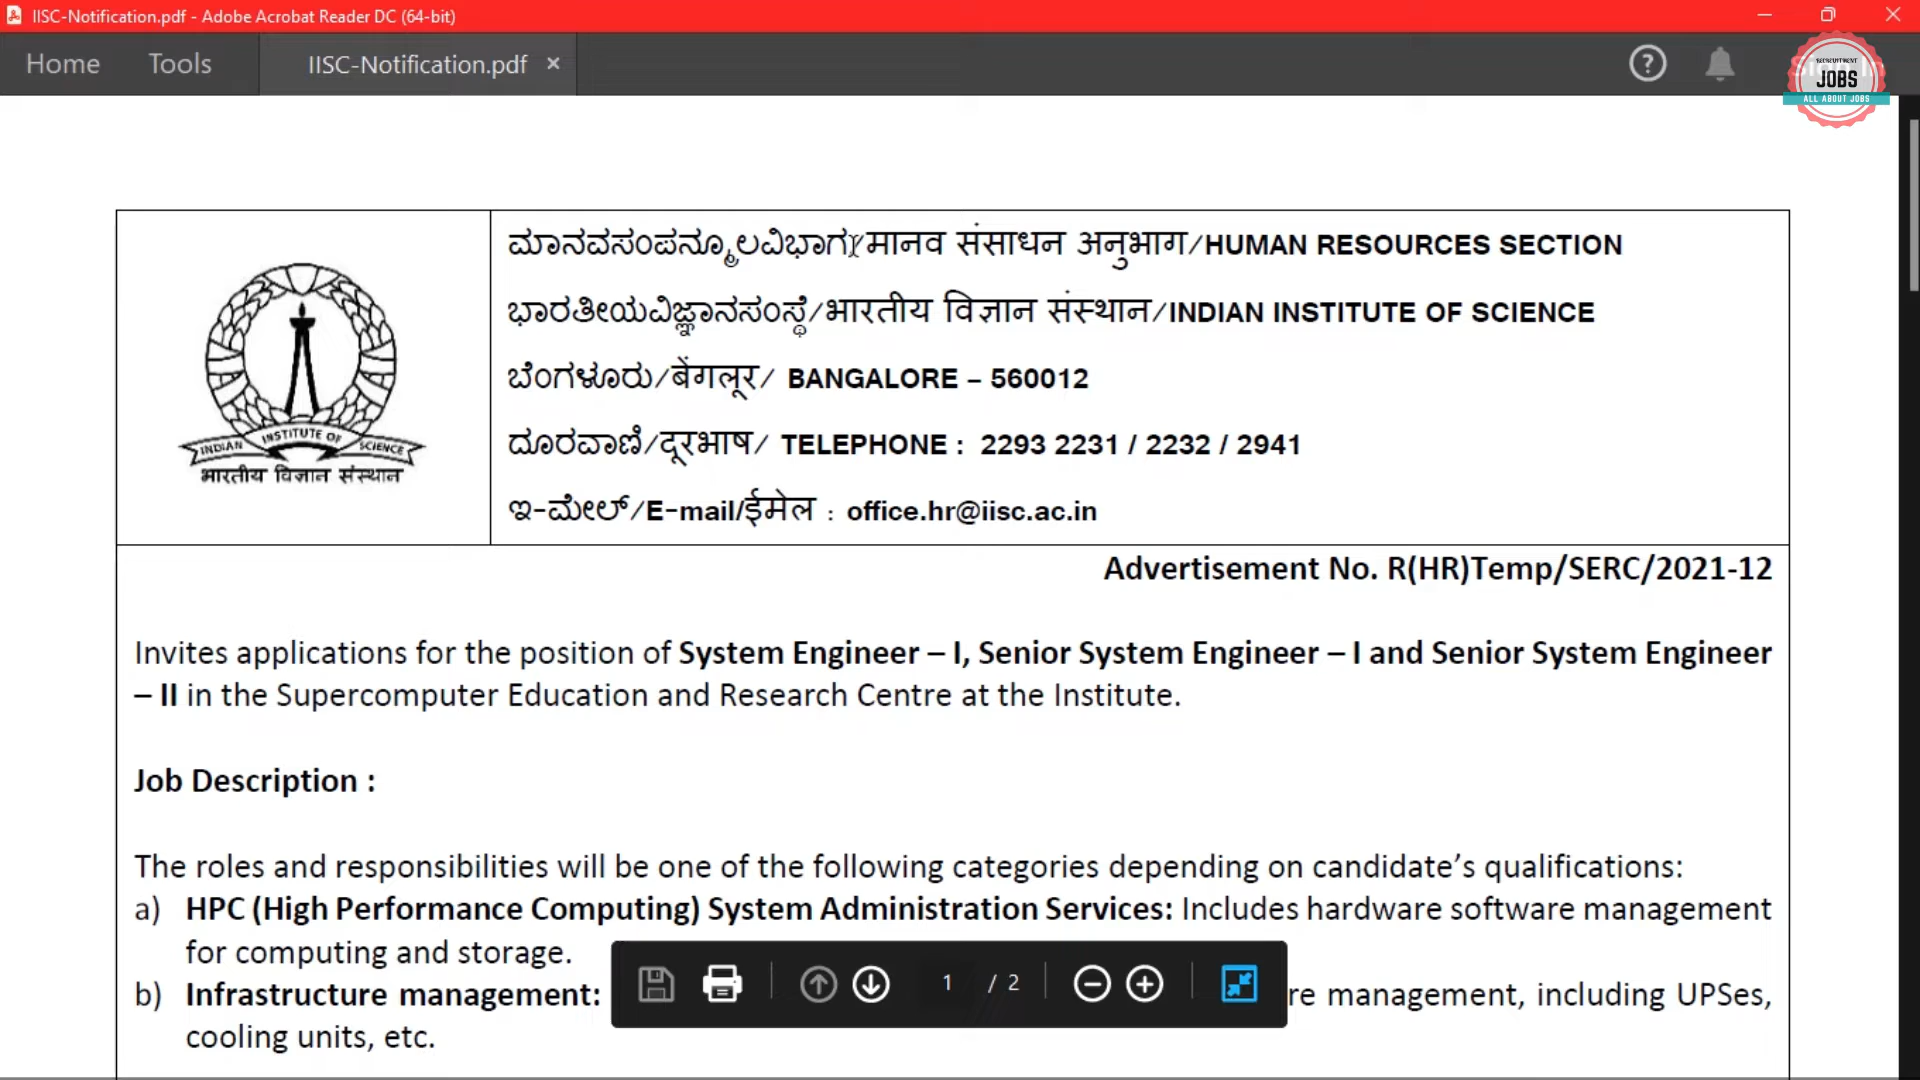 IISC-Notification.pdf - Adobe Acrobat Reader DC (64-bit)
Home Tools IISC-Notification.pdf ×
RECRUITMENT
JOBS
ALL ABOUT JOBS
ಮಾನವಸಂಪನ್ಮೂಲವಿಭಾಗ/मानव संसाधन अनुभाग/HUMAN RESOURCES SECTION
ಭಾರತೀಯವಿಜ್ಞಾನಸಂಸ್ಥೆ/भारतीय विज्ञान संस्थान/INDIAN INSTITUTE OF SCIENCE
ಬೆಂಗಳೂರು/बेंगलूर/ BANGALORE – 560012
ದೂರವಾಣಿ/दूरभाष/ TELEPHONE : 2293 2231 / 2232 / 2941
ಇ-ಮೇಲ್/E-mail/ईमेल : office.hr@iisc.ac.in
INDIAN INSTITUTE OF SCIENCE
भारतीय विज्ञान संस्थान
Advertisement No. R(HR)Temp/SERC/2021-12
Invites applications for the position of System Engineer – I, Senior System Engineer – I and Senior System Engineer
– II in the Supercomputer Education and Research Centre at the Institute.
Job Description :
The roles and responsibilities will be one of the following categories depending on candidate’s qualifications:
a) HPC (High Performance Computing) System Administration Services: Includes hardware software management
for computing and storage.
b) Infrastructure management: re management, including UPSes,
cooling units, etc.
1 / 2